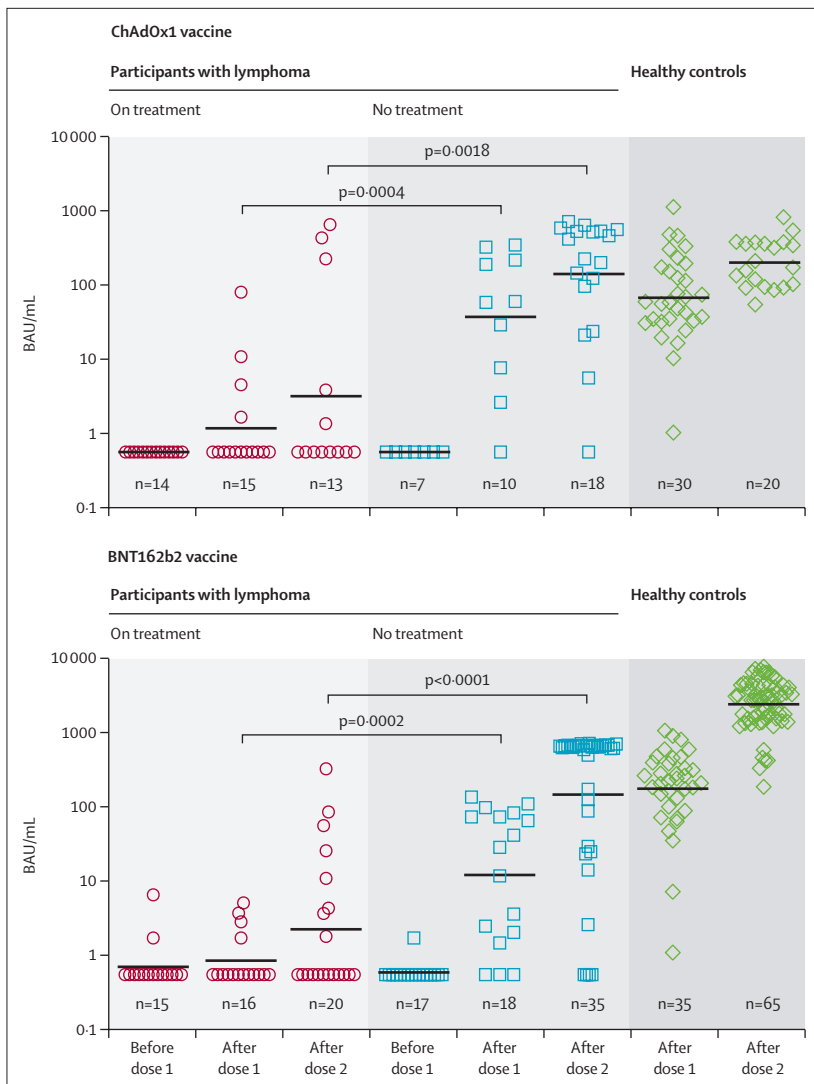 ChAdOx1 vaccine
Participants with lymphoma Healthy controls
On treatment No treatment
10 000
p=0·0018
p=0·0004
1000
100
BAU/mL
10
1
n=14 n=15 n=13 n=7 n=10 n=18 n=30 n=20
0·1
BNT162b2 vaccine
Participants with lymphoma Healthy controls
On treatment No treatment
10 000
p<0·0001
p=0·0002
1000
100
BAU/mL
10
1
n=15 n=16 n=20 n=17 n=18 n=35 n=35 n=65
0·1
Before After After Before After After After After
dose 1 dose 1 dose 2 dose 1 dose 1 dose 2 dose 1 dose 2